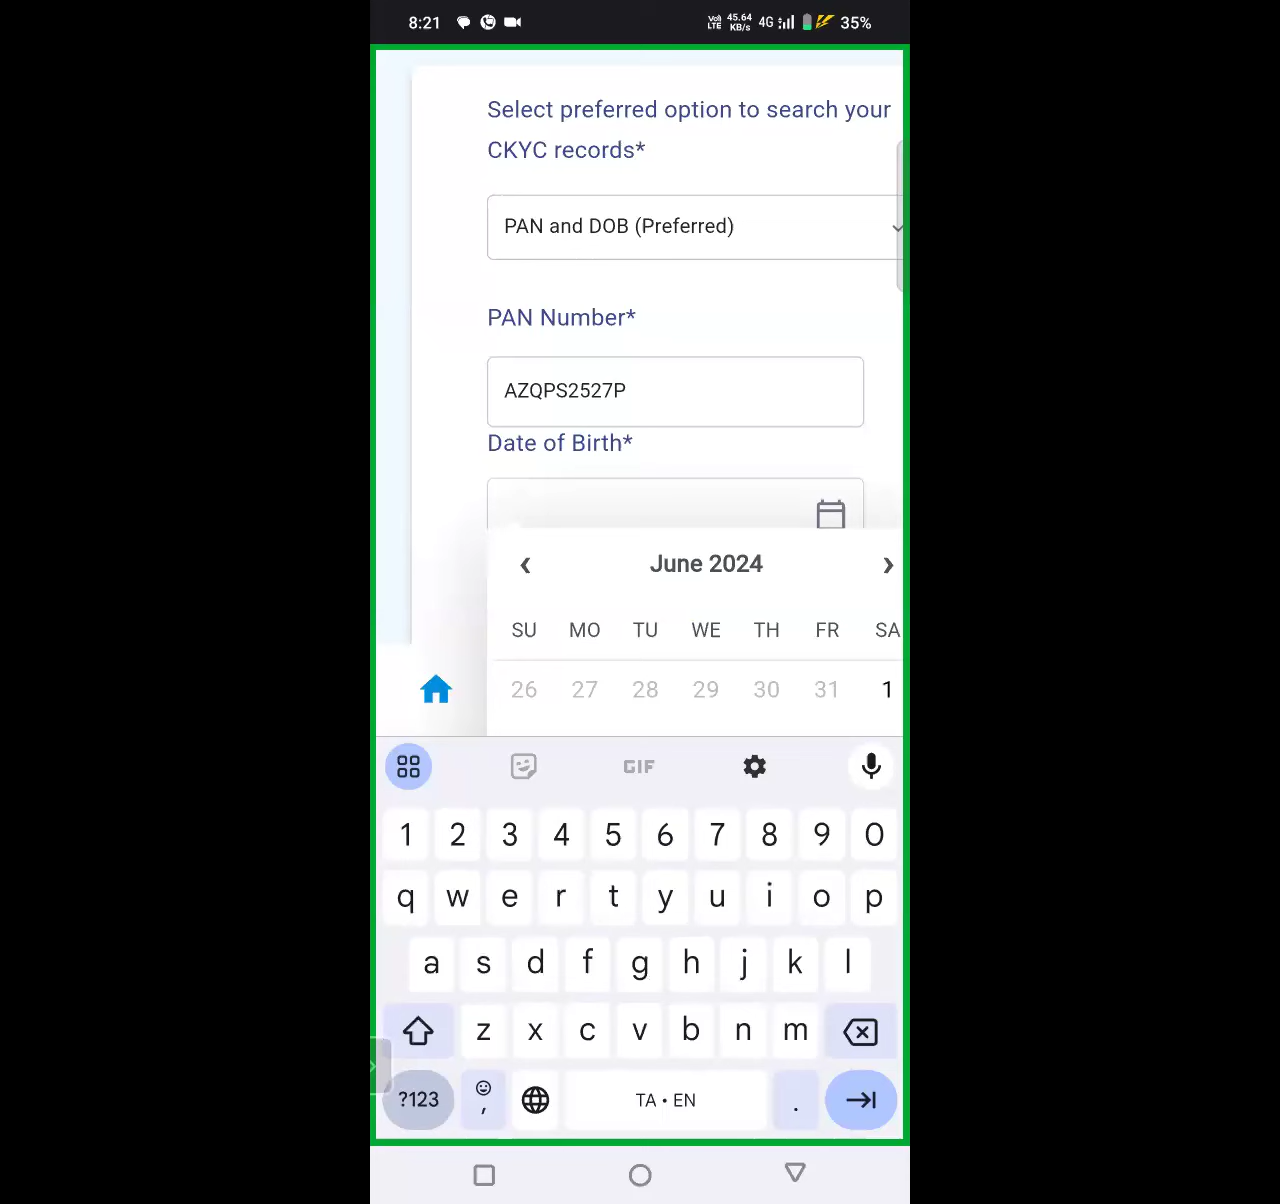 8:21 Vo) LTE 45.64 KB/s 4G 35%
Select preferred option to search your
CKYC records*
PAN and DOB (Preferred)
PAN Number*
AZQPS2527P
Date of Birth*
‹ June 2024 ›
SU MO TU WE TH FR SA
26 27 28 29 30 31 1
GIF
1 2 3 4 5 6 7 8 9 0
q w e r t y u i o p
a s d f g h j k l
z x c v b n m
?123 , TA • EN .